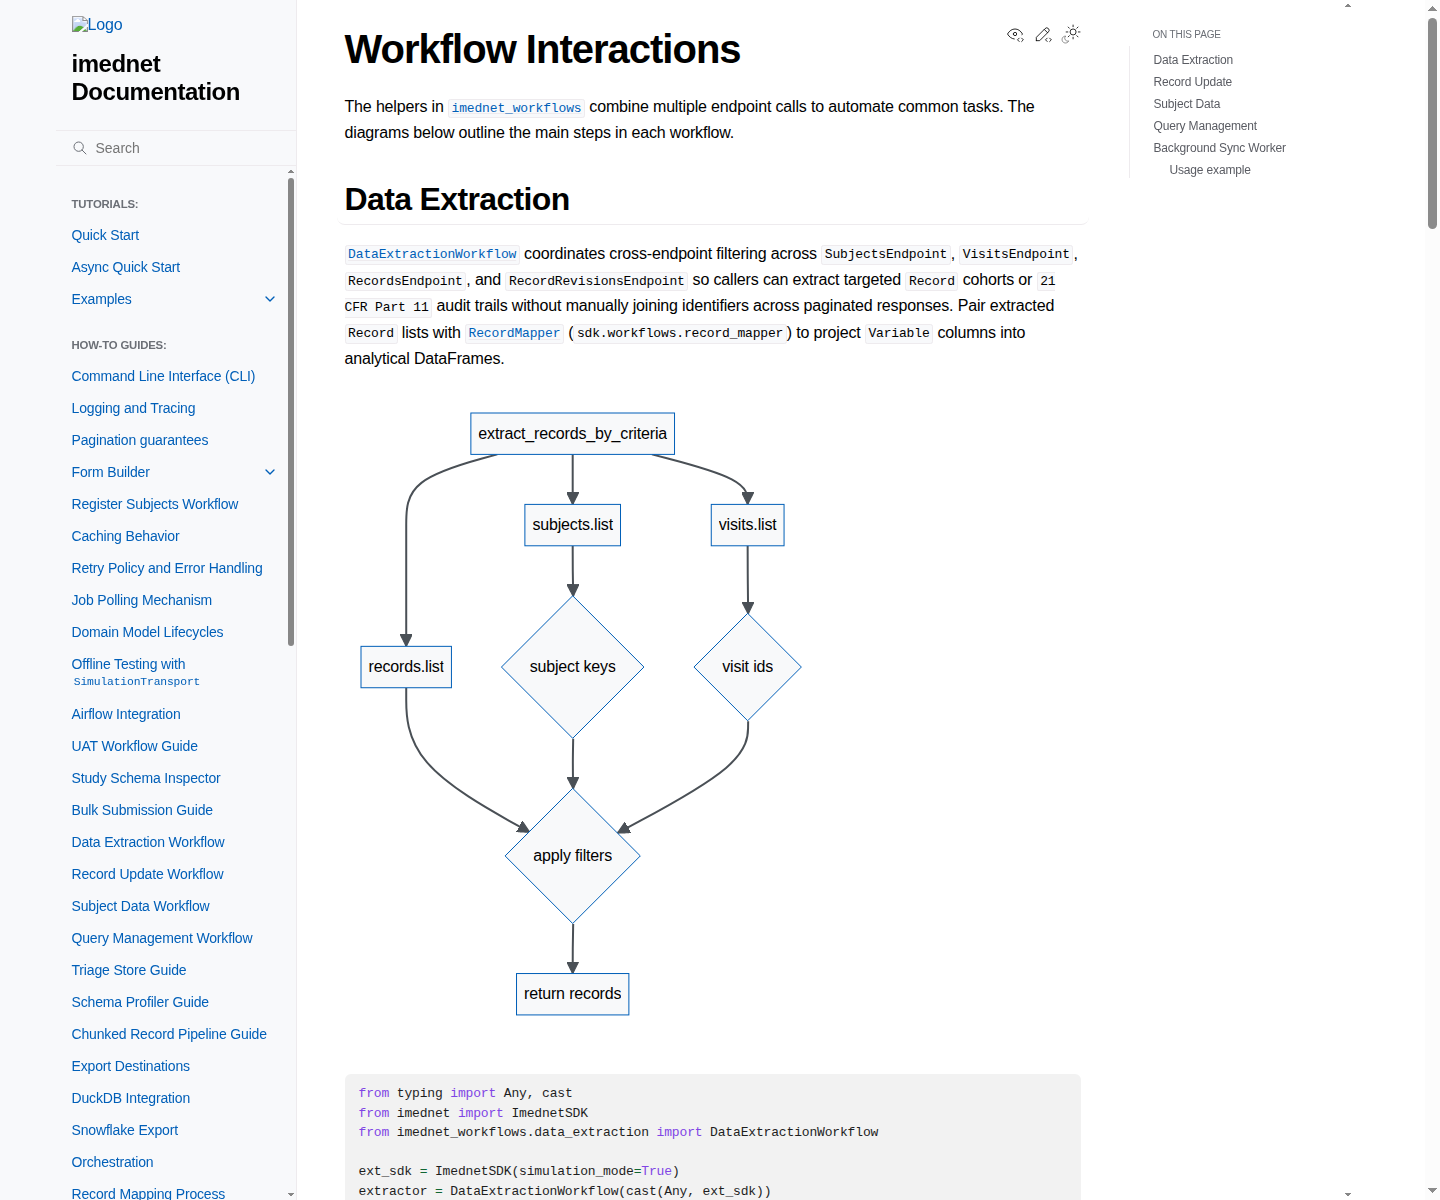 Logo
imednet
Documentation
Search
TUTORIALS:
Quick Start
Async Quick Start
Examples
HOW-TO GUIDES:
Command Line Interface (CLI)
Logging and Tracing
Pagination guarantees
Form Builder
Register Subjects Workflow
Caching Behavior
Retry Policy and Error Handling
Job Polling Mechanism
Domain Model Lifecycles
Offline Testing with
SimulationTransport
Airflow Integration
UAT Workflow Guide
Study Schema Inspector
Bulk Submission Guide
Data Extraction Workflow
Record Update Workflow
Subject Data Workflow
Query Management Workflow
Triage Store Guide
Schema Profiler Guide
Chunked Record Pipeline Guide
Export Destinations
DuckDB Integration
Snowflake Export
Orchestration
Record Mapping Process
Workflow Interactions
The helpers in imednet_workflows combine multiple endpoint calls to automate common tasks. The
diagrams below outline the main steps in each workflow.
Data Extraction
DataExtractionWorkflow coordinates cross-endpoint filtering across SubjectsEndpoint, VisitsEndpoint,
RecordsEndpoint, and RecordRevisionsEndpoint so callers can extract targeted Record cohorts or 21
CFR Part 11 audit trails without manually joining identifiers across paginated responses. Pair extracted
Record lists with RecordMapper (sdk.workflows.record_mapper) to project Variable columns into
analytical DataFrames.
extract_records_by_criteria
subjects.list
visits.list
records.list
subject keys
visit ids
apply filters
return records
from typing import Any, cast
from imednet import ImednetSDK
from imednet_workflows.data_extraction import DataExtractionWorkflow
ext_sdk = ImednetSDK(simulation_mode=True)
extractor = DataExtractionWorkflow(cast(Any, ext_sdk))
ON THIS PAGE
Data Extraction
Record Update
Subject Data
Query Management
Background Sync Worker
Usage example